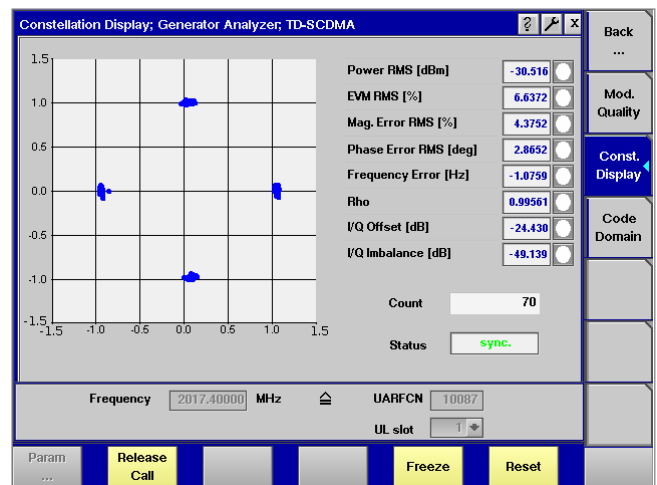 Constellation Display; Generator Analyzer; TD-SCDMA ? X
Back
...
Mod.
Quality
Const.
Display
Code
Domain
1.5
1.0
0.5
0.0
-0.5
-1.0
-1.5
-1.5 -1.0 -0.5 0.0 0.5 1.0 1.5
Power RMS [dBm] -30.516
EVM RMS [%] 6.6372
Mag. Error RMS [%] 4.3752
Phase Error RMS [deg] 2.8652
Frequency Error [Hz] -1.0759
Rho 0.99561
I/Q Offset [dB] -24.430
I/Q Imbalance [dB] -49.139
Count 70
Status sync.
Frequency 2017.40000 MHz ≙ UARFCN 10087
UL slot 1
Param
...
Release
Call
Freeze
Reset